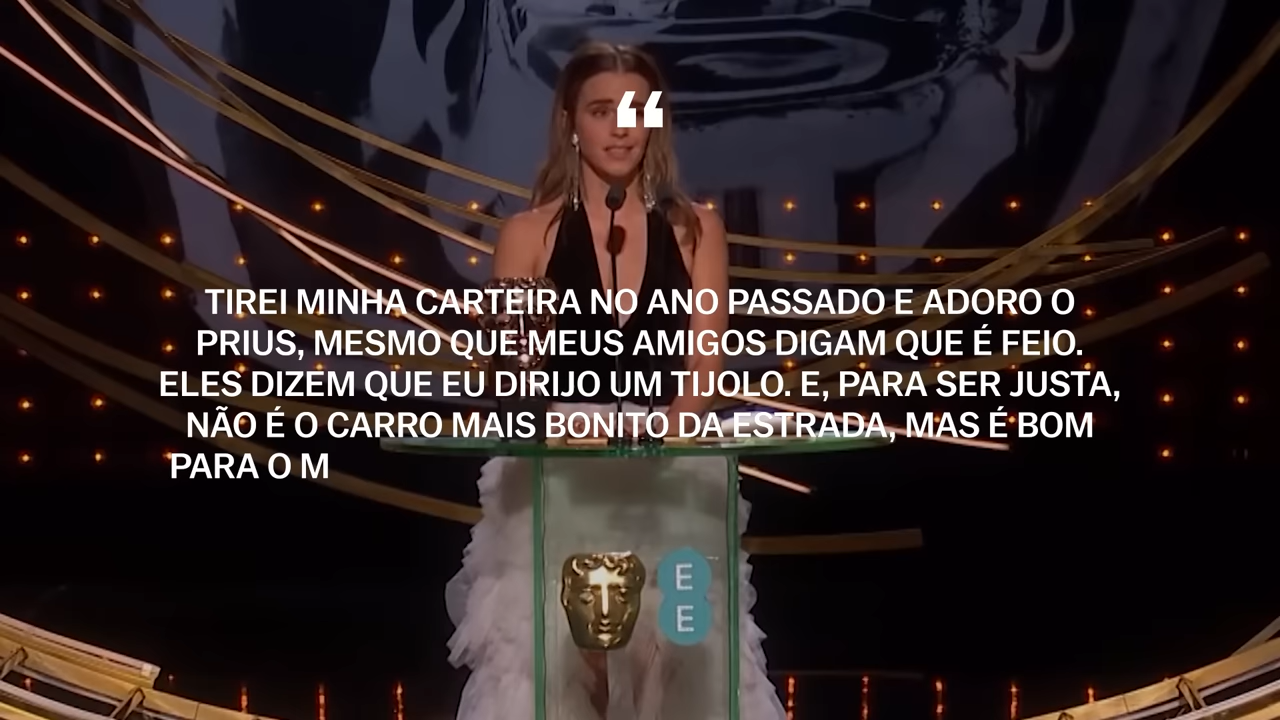 “
TIREI MINHA CARTEIRA NO ANO PASSADO E ADORO O
PRIUS, MESMO QUE MEUS AMIGOS DIGAM QUE É FEIO.
ELES DIZEM QUE EU DIRIJO UM TIJOLO. E, PARA SER JUSTA,
NÃO É O CARRO MAIS BONITO DA ESTRADA, MAS É BOM
PARA O M
E
E